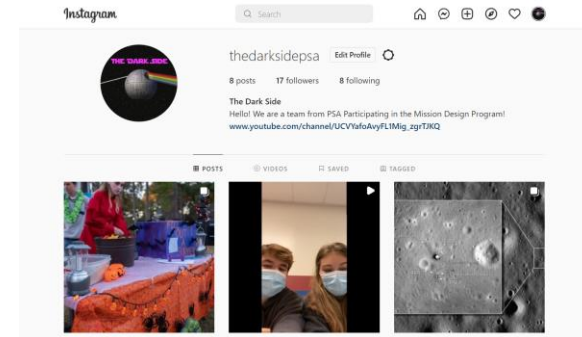 Instagram
Search
THE DARK SIDE
thedarksidepsa Edit Profile
8 posts 17 followers 8 following
The Dark Side
Hello! We are a team from PSA Participating in the Mission Design Program!
www.youtube.com/channel/UCVYafoAvyFL1Mig_zgrTJKQ
POSTS VIDEOS SAVED TAGGED